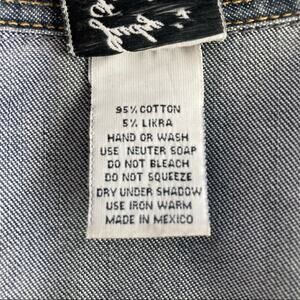 95% COTTON
5% LIKRA
HAND OR WASH
USE NEUTER SOAP
DO NOT BLEACH
DO NOT SQUEEZE
DRY UNDER SHADOW
USE IRON WARM
MADE IN MEXICO